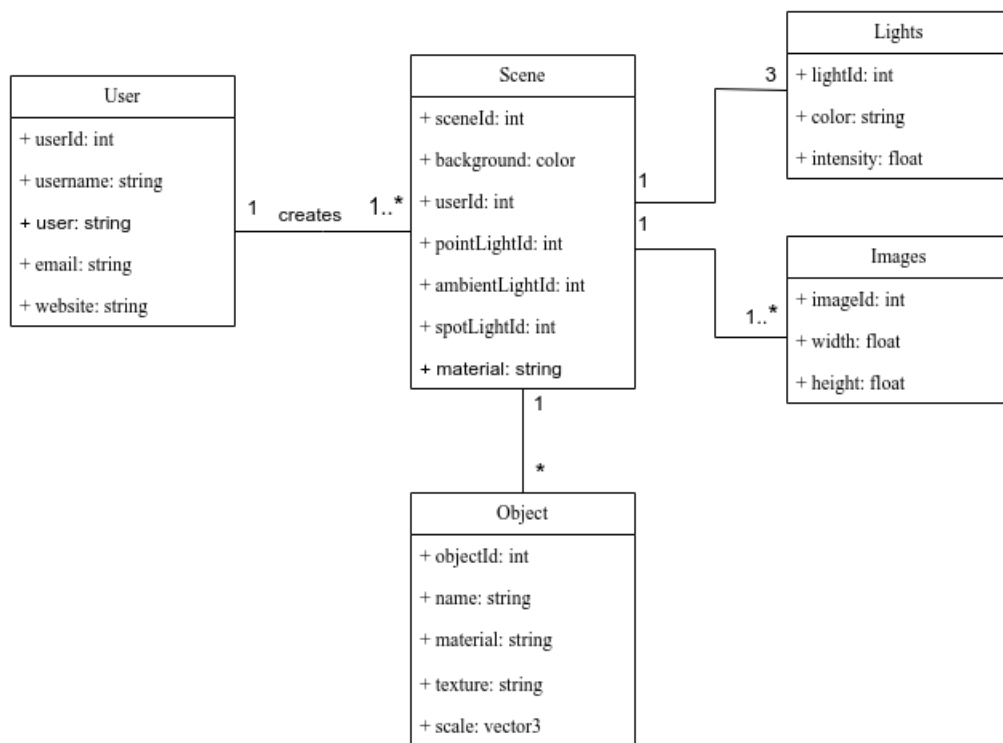 User
+ userId: int
+ username: string
+ user: string
+ email: string
+ website: string
1
creates
1..*
Scene
+ sceneId: int
+ background: color
+ userId: int
+ pointLightId: int
+ ambientLightId: int
+ spotLightId: int
+ material: string
1
3
Lights
+ lightId: int
+ color: string
+ intensity: float
1
1..*
Images
+ imageId: int
+ width: float
+ height: float
1
*
Object
+ objectId: int
+ name: string
+ material: string
+ texture: string
+ scale: vector3